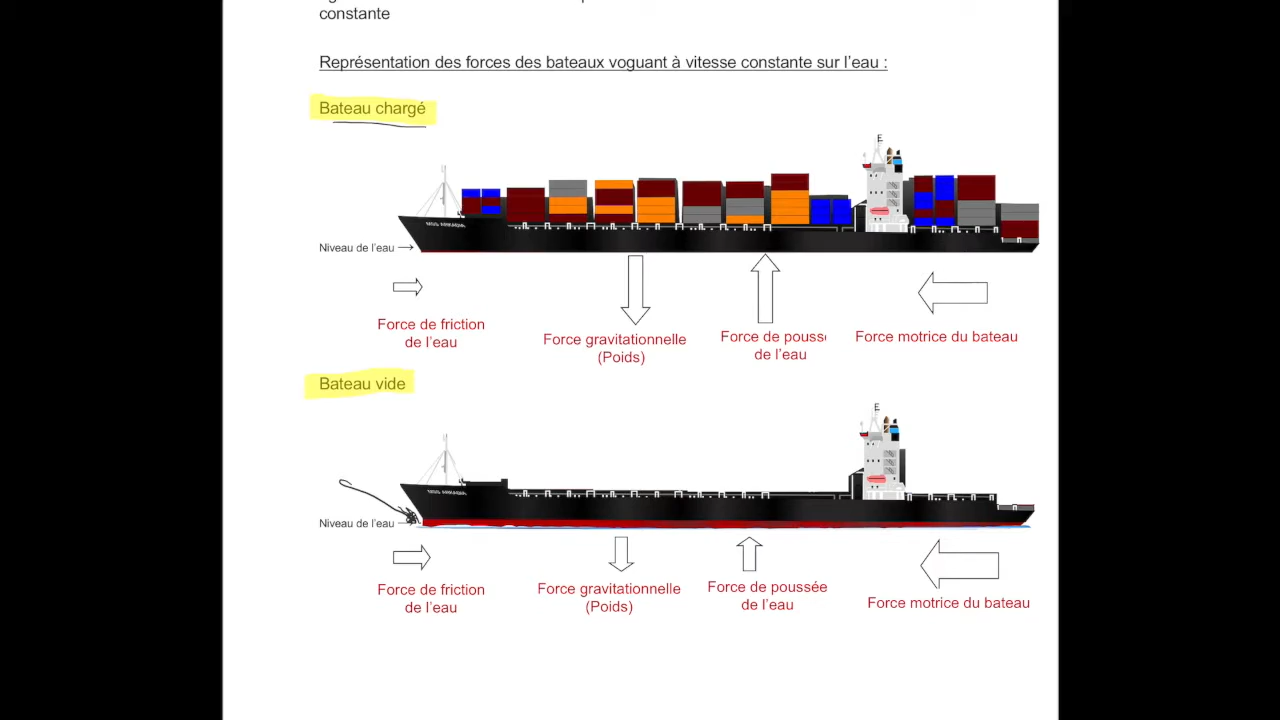 constante
Représentation des forces des bateaux voguant à vitesse constante sur l'eau :
Bateau chargé
Niveau de l'eau
Force de friction
de l'eau
Force gravitationnelle
(Poids)
Force de pouss
de l'eau
Force motrice du bateau
Bateau vide
Niveau de l'eau
Force de friction
de l'eau
Force gravitationnelle
(Poids)
Force de poussée
de l'eau
Force motrice du bateau